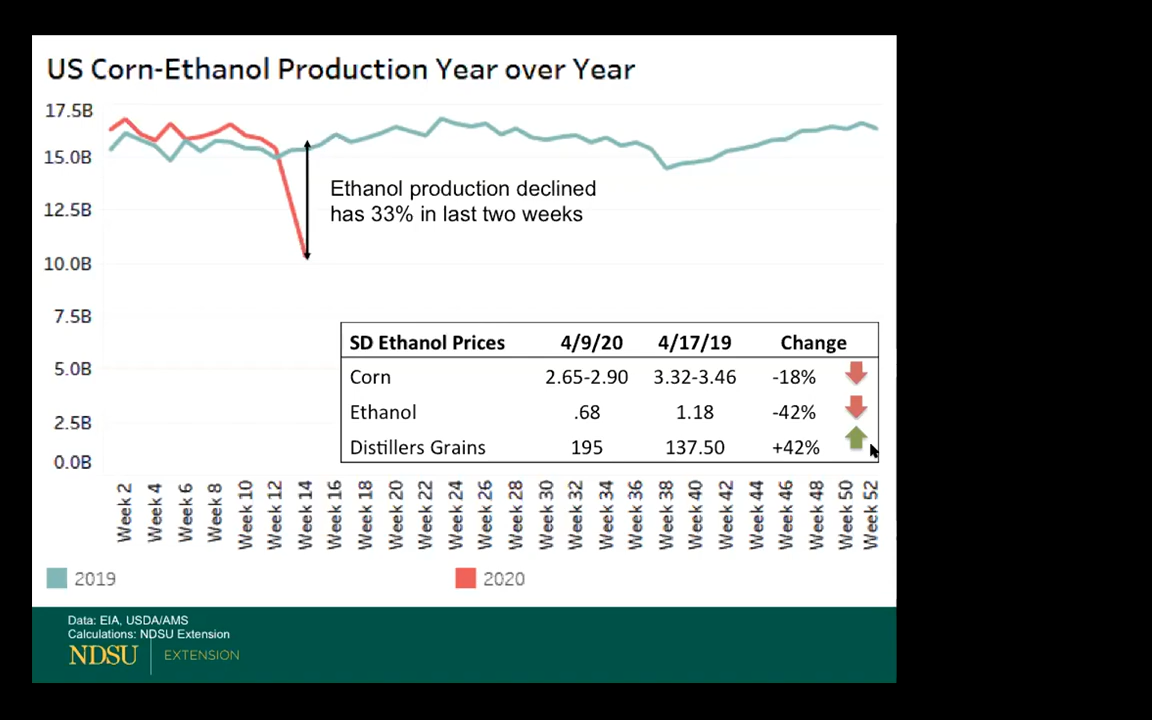 US Corn-Ethanol Production Year over Year
17.5B
15.0B
12.5B
10.0B
7.5B
5.0B
2.5B
0.0B
Ethanol production declined
has 33% in last two weeks
SD Ethanol Prices 4/9/20 4/17/19 Change
Corn 2.65-2.90 3.32-3.46 -18%
Ethanol .68 1.18 -42%
Distillers Grains 195 137.50 +42%
Week 2
Week 4
Week 6
Week 8
Week 10
Week 12
Week 14
Week 16
Week 18
Week 20
Week 22
Week 24
Week 26
Week 28
Week 30
Week 32
Week 34
Week 36
Week 38
Week 40
Week 42
Week 44
Week 46
Week 48
Week 50
Week 52
2019 2020
Data: EIA, USDA/AMS
Calculations: NDSU Extension
NDSU EXTENSION